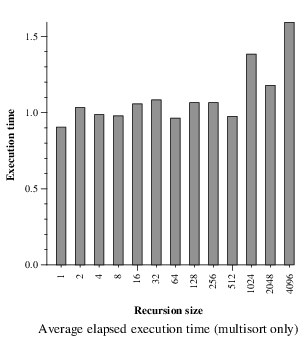 1.5
1.0
0.5
0.0
Execution time
1 2 4 8 16 32 64 128 256 512 1024 2048 4096
Recursion size
Average elapsed execution time (multisort only)